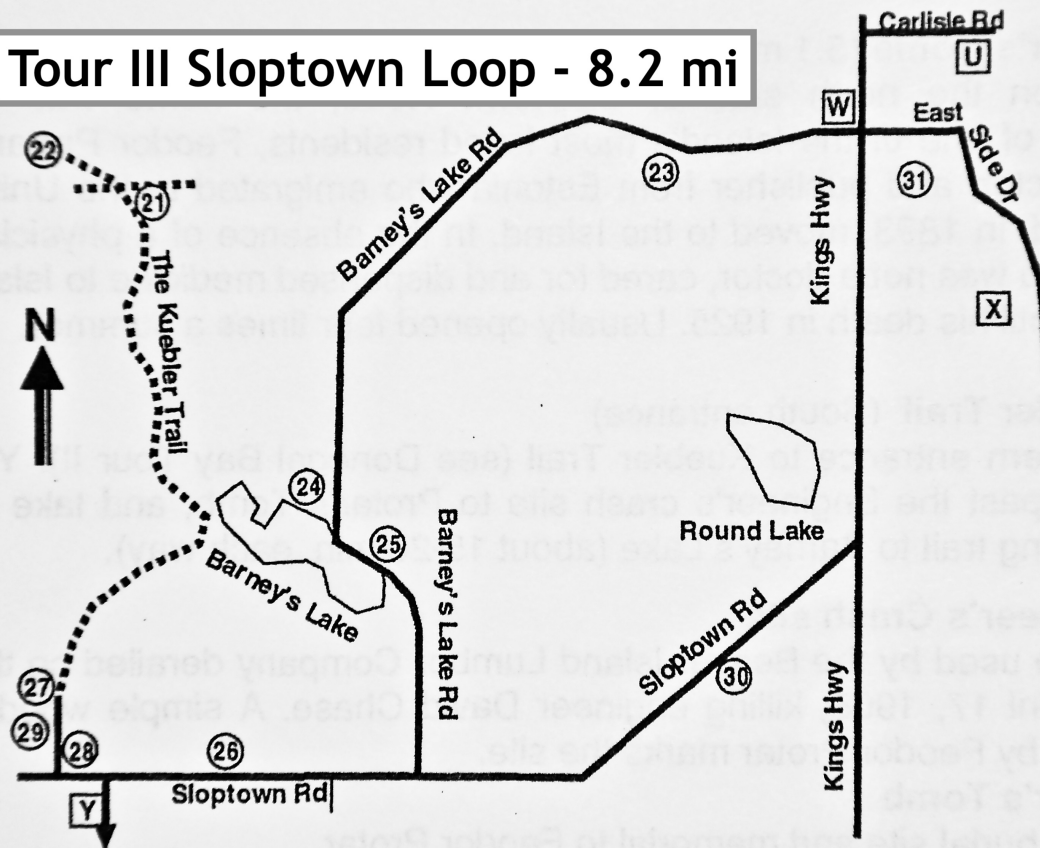 Carlisle Rd
U
Tour III Sloptown Loop - 8.2 mi
W
East
Side Dr
22
21
23
31
Barney's Lake Rd
Kings Hwy
The Kuebler Trail
N
X
24
25
Round Lake
Barney's Lake
Barney's Lake Rd
Sloptown Rd
30
Kings Hwy
27
29
28
26
Sloptown Rd
Y